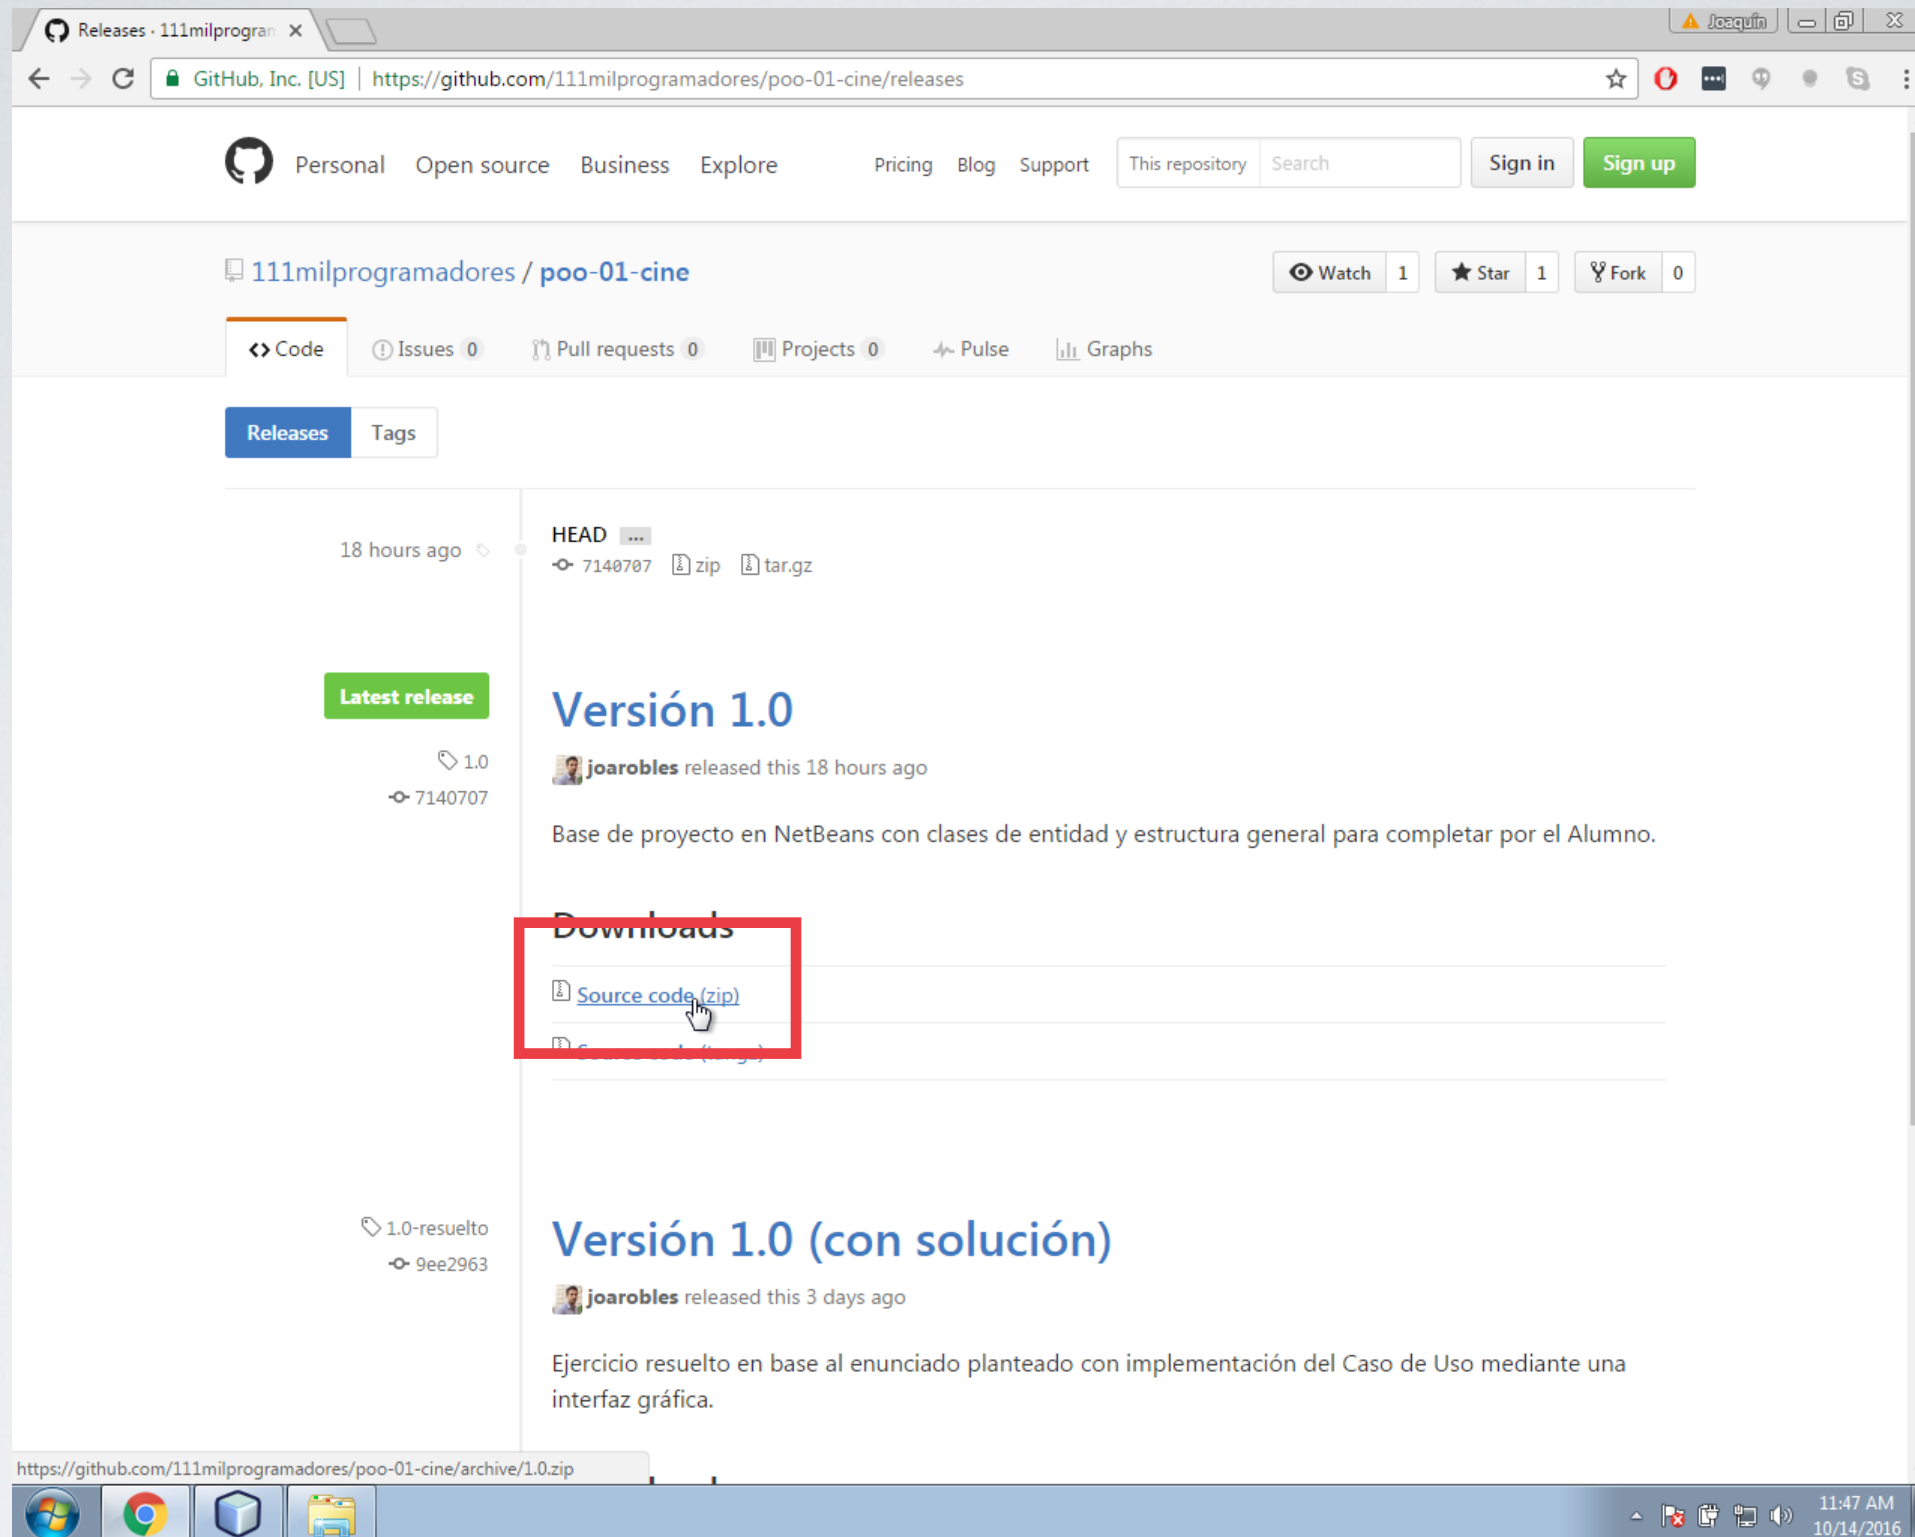 Releases · 111milprogran
Joaquín
GitHub, Inc. [US]
https://github.com/111milprogramadores/poo-01-cine/releases
Personal
Open source
Business
Explore
Pricing
Blog
Support
This repository
Search
Sign in
Sign up
111milprogramadores / poo-01-cine
Watch 1
Star 1
Fork 0
Code
Issues 0
Pull requests 0
Projects 0
Pulse
Graphs
Releases
Tags
18 hours ago
HEAD ...
7140707 zip tar.gz
Latest release
1.0
7140707
Versión 1.0
joarobles released this 18 hours ago
Base de proyecto en NetBeans con clases de entidad y estructura general para completar por el Alumno.
Downloads
Source code (zip)
Source code (tar.gz)
1.0-resuelto
9ee2963
Versión 1.0 (con solución)
joarobles released this 3 days ago
Ejercicio resuelto en base al enunciado planteado con implementación del Caso de Uso mediante una
interfaz gráfica.
https://github.com/111milprogramadores/poo-01-cine/archive/1.0.zip
11:47 AM
10/14/2016